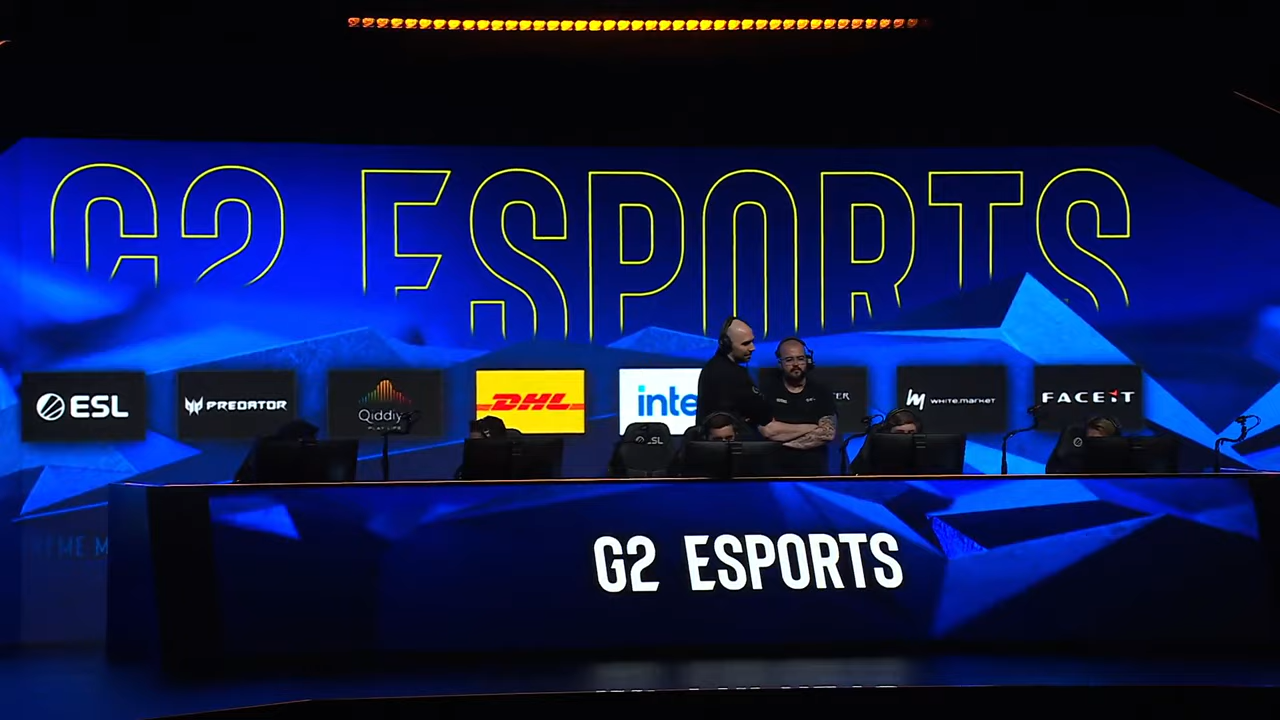 G2 ESPORTS
ESL
PREDATOR
Qiddiya
DHL
inte
WHITE.MARKET
FACEIT
ESL
G2 ESPORTS